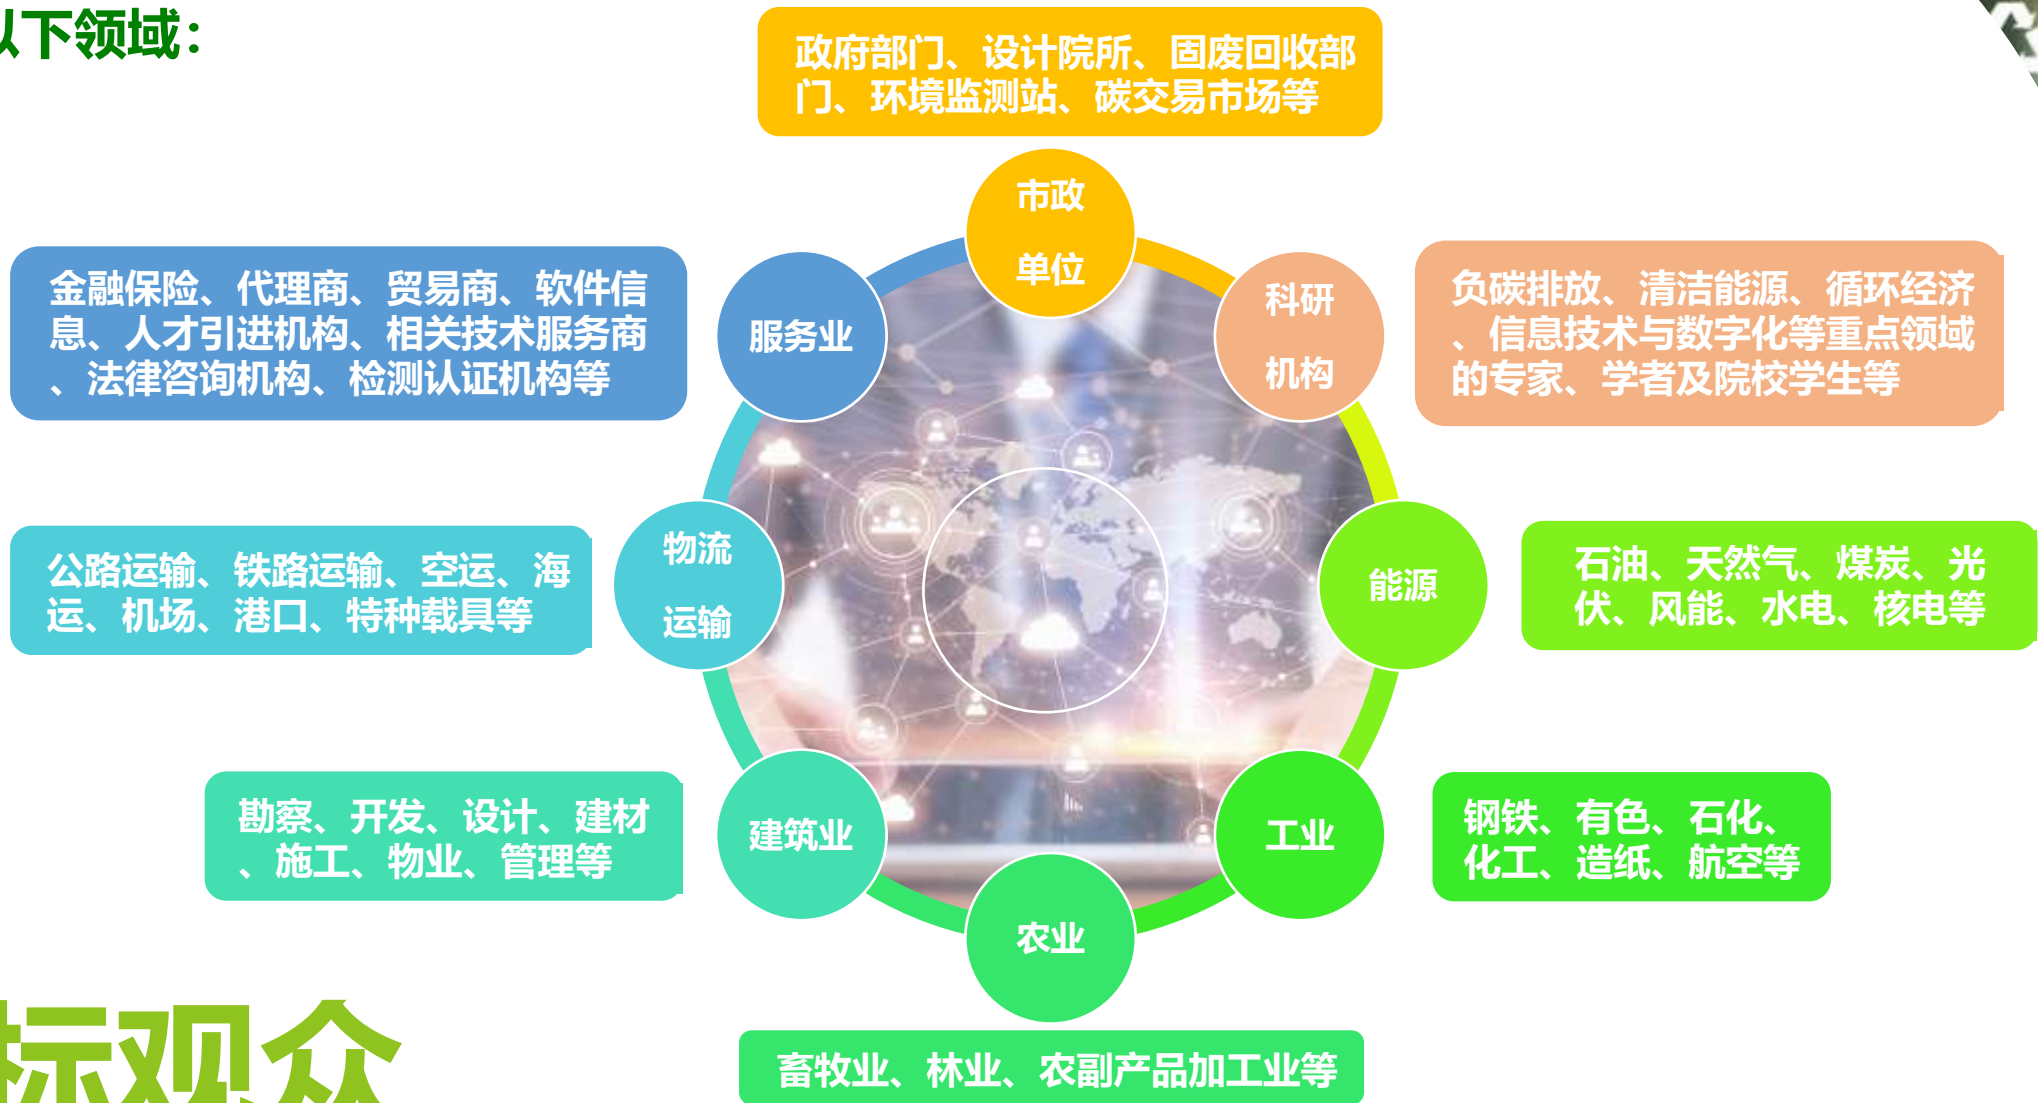 以下领域：
政府部门、设计院所、固废回收部
门、环境监测站、碳交易市场等
市政
单位
科研
机构
负碳排放、清洁能源、循环经济
、信息技术与数字化等重点领域
的专家、学者及院校学生等
金融保险、代理商、贸易商、软件信
息、人才引进机构、相关技术服务商
、法律咨询机构、检测认证机构等
服务业
物流
运输
公路运输、铁路运输、空运、海
运、机场、港口、特种载具等
能源
石油、天然气、煤炭、光
伏、风能、水电、核电等
勘察、开发、设计、建材
、施工、物业、管理等
建筑业
工业
钢铁、有色、石化、
化工、造纸、航空等
农业
畜牧业、林业、农副产品加工业等
标观众